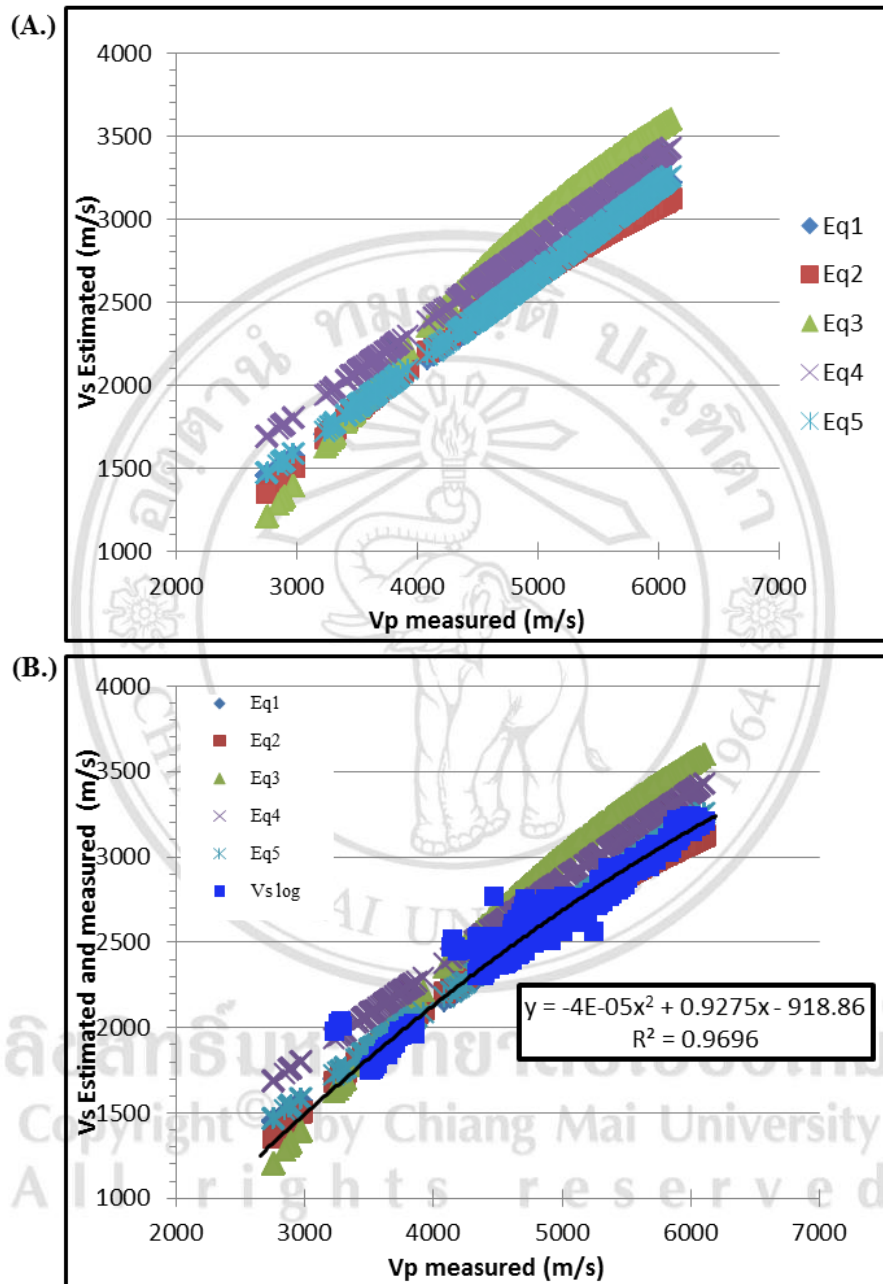 (A.)
4000
3500
3000
2500
2000
1500
1000
Vs Estimated (m/s)
2000 3000 4000 5000 6000 7000
Vp measured (m/s)
Eq1
Eq2
Eq3
Eq4
Eq5
(B.)
4000
3500
3000
2500
2000
1500
1000
Vs Estimated and measured (m/s)
Eq1
Eq2
Eq3
Eq4
Eq5
Vs log
y = -4E-05x² + 0.9275x - 918.86
R² = 0.9696
2000 3000 4000 5000 6000 7000
Vp measured (m/s)
1964
Copyright© by Chiang Mai University
All rights reserved